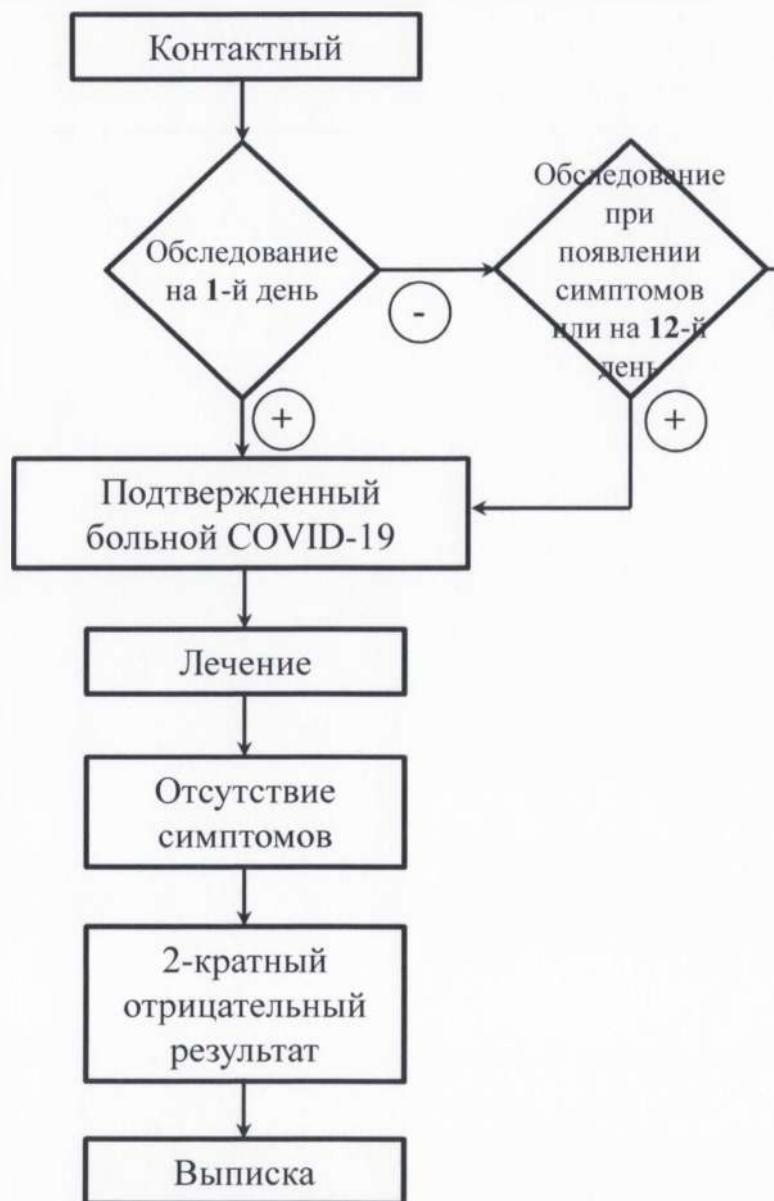 Контактный
Обследование
на 1-й день
-
+
Обследование
при
появлении
симптомов
или на 12-й
день
+
Подтвержденный
больной COVID-19
Лечение
Отсутствие
симптомов
2-кратный
отрицательный
результат
Выписка